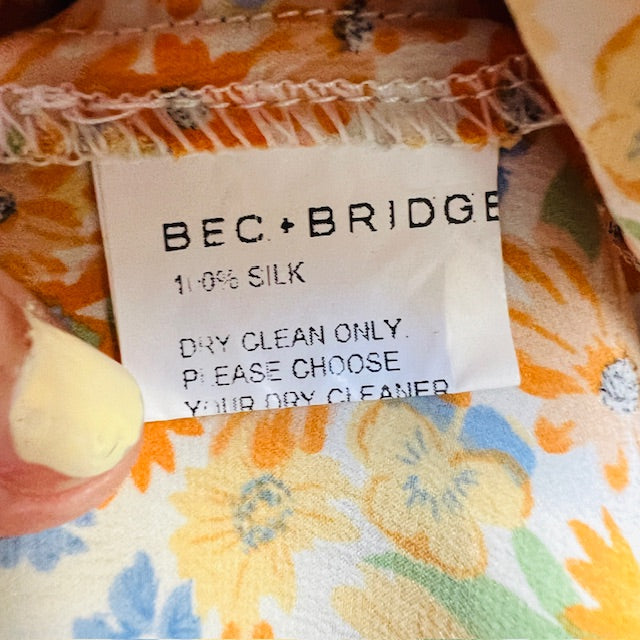 BEC + BRIDGE
100% SILK
DRY CLEAN ONLY.
PLEASE CHOOSE
YOUR DRY CLEANER